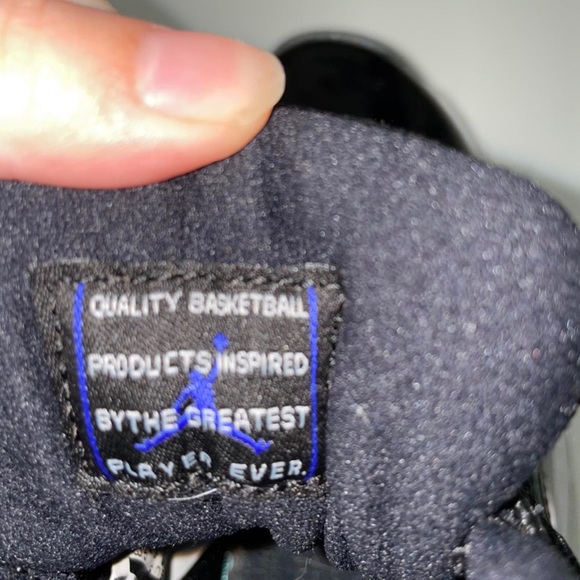 QUALITY BASKETBALL
PRODUCTS INSPIRED
BY THE GREATEST
PLAYER EVER.